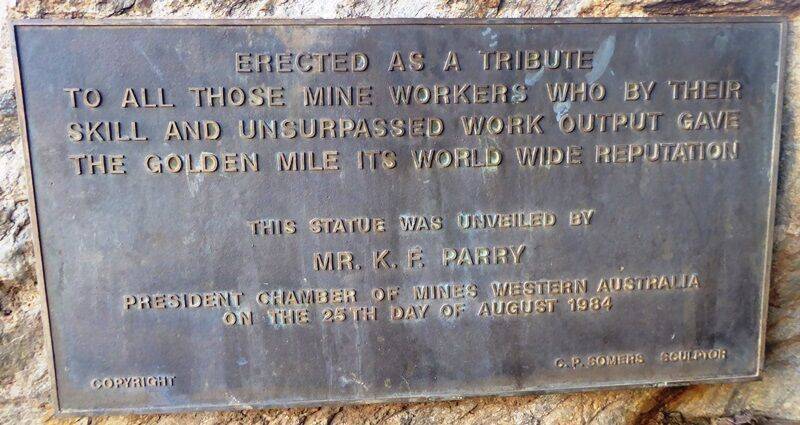 ERECTED AS A TRIBUTE
TO ALL THOSE MINE WORKERS WHO BY THEIR
SKILL AND UNSURPASSED WORK OUTPUT GAVE
THE GOLDEN MILE IT'S WORLD WIDE REPUTATION
THIS STATUE WAS UNVEILED BY
MR. K. F. PARRY
PRESIDENT CHAMBER OF MINES WESTERN AUSTRALIA
ON THE 25TH DAY OF AUGUST 1984
C. P. SOMERS SCULPTOR
COPYRIGHT